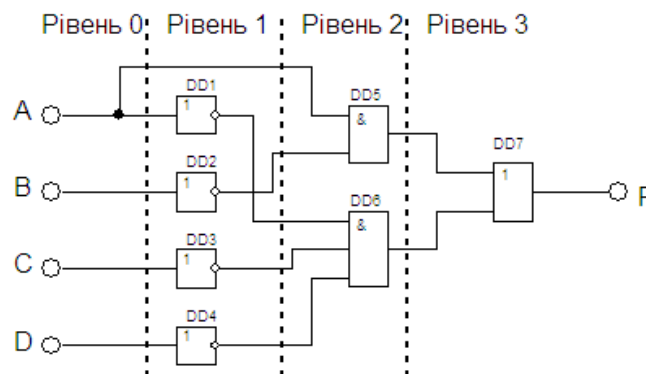 Рівень 0 Рівень 1 Рівень 2 Рівень 3
DD1
A 1
DD5
&
DD2
B 1
DD7
1
DD6
&
F
DD3
C 1
DD4
D 1